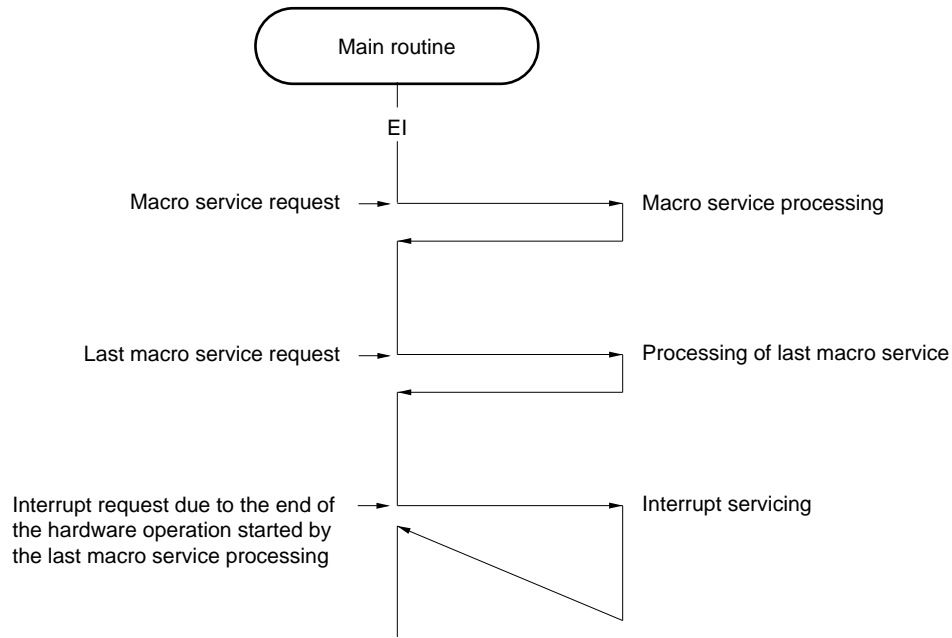 Main routine
EI
Macro service request
Macro service processing
Last macro service request
Processing of last macro service
Interrupt request due to the end of
the hardware operation started by
the last macro service processing
Interrupt servicing